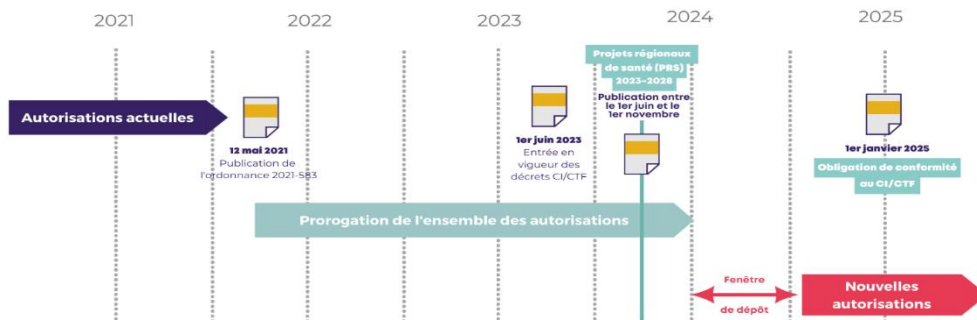 2021
2022
2023
2024
2025
Autorisations actuelles
12 mai 2021
Publication de
l'ordonnance 2021-583
1er juin 2023
Entrée en
vigueur des
décrets CI/CTF
Projets régionaux
de santé (PRS)
2023-2028
Publication entre
le 1er juin et le
1er novembre
1er janvier 2025
Obligation de conformité
au CI/CTF
Prorogation de l'ensemble des autorisations
Fenêtre
de dépôt
Nouvelles
autorisations